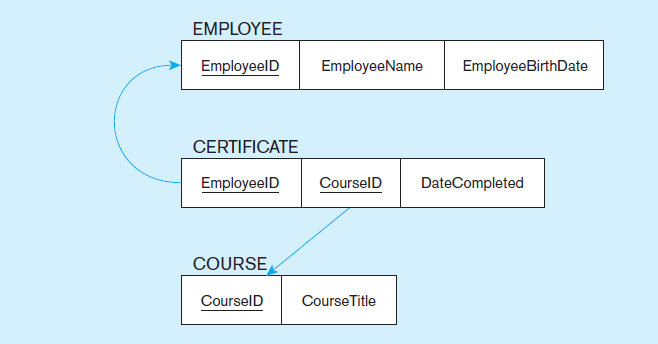 EMPLOYEE
EmployeeID EmployeeName EmployeeBirthDate
CERTIFICATE
EmployeeID CourseID DateCompleted
COURSE
CourseID CourseTitle